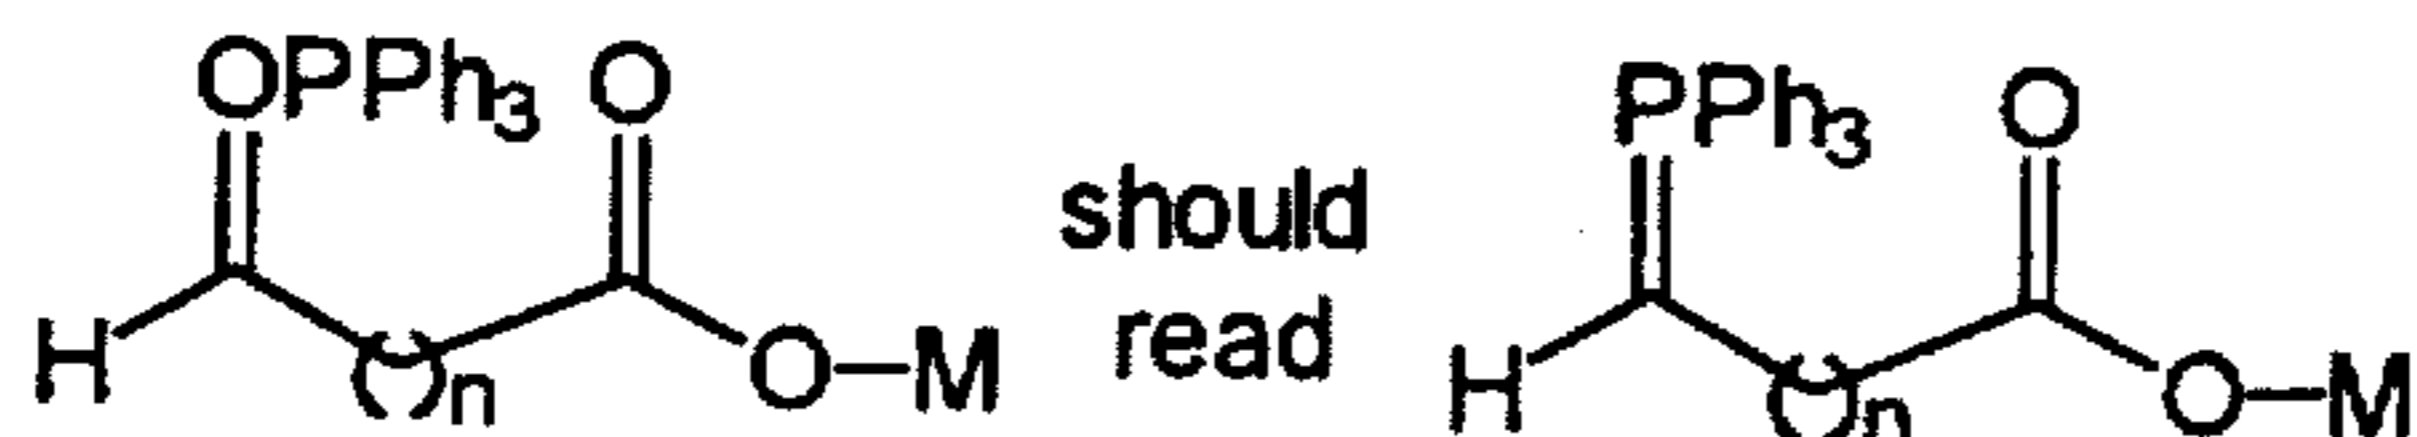 OPPh3 O
H ( )n O—M
should
read
PPh3 O
H ( )n O—M